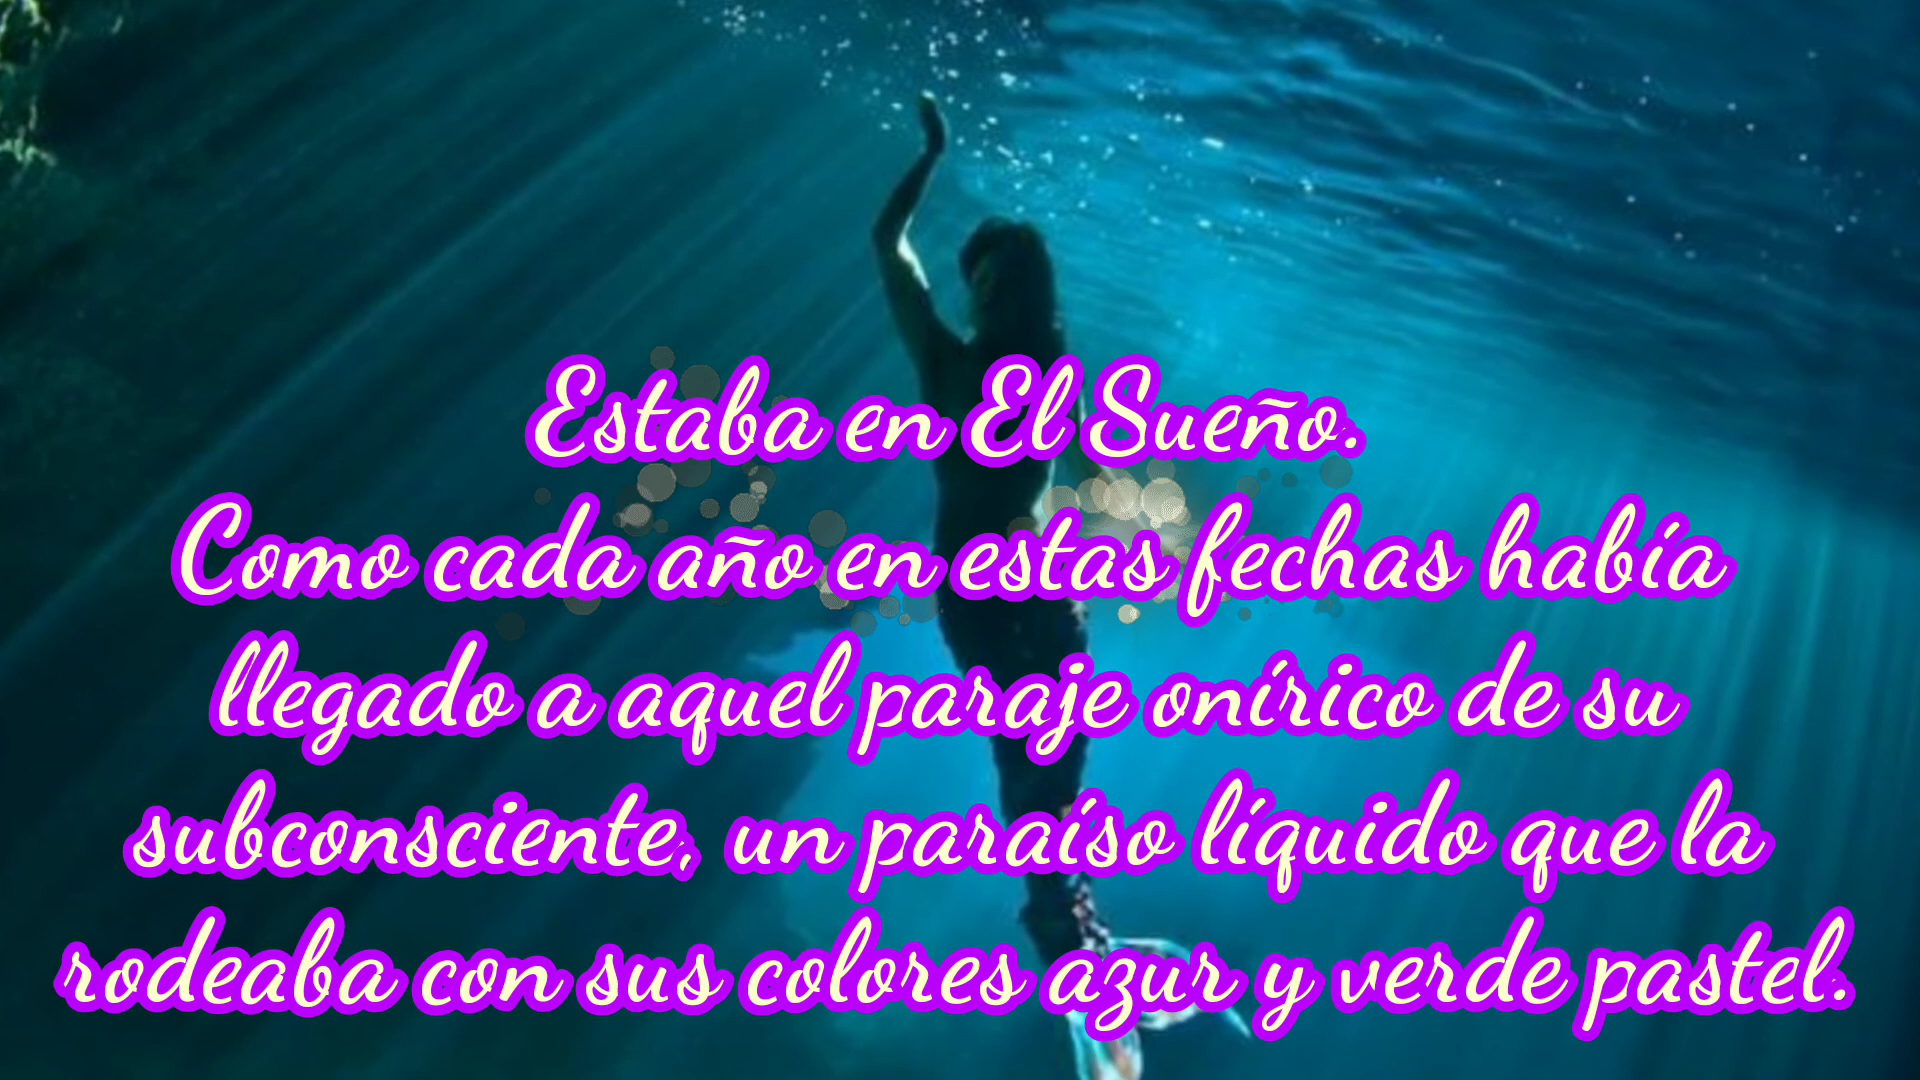 Estaba en El Sueño.
Como cada año en estas fechas había
llegado a aquel paraje onírico de su
subconsciente, un paraíso líquido que la
rodeaba con sus colores azur y verde pastel.